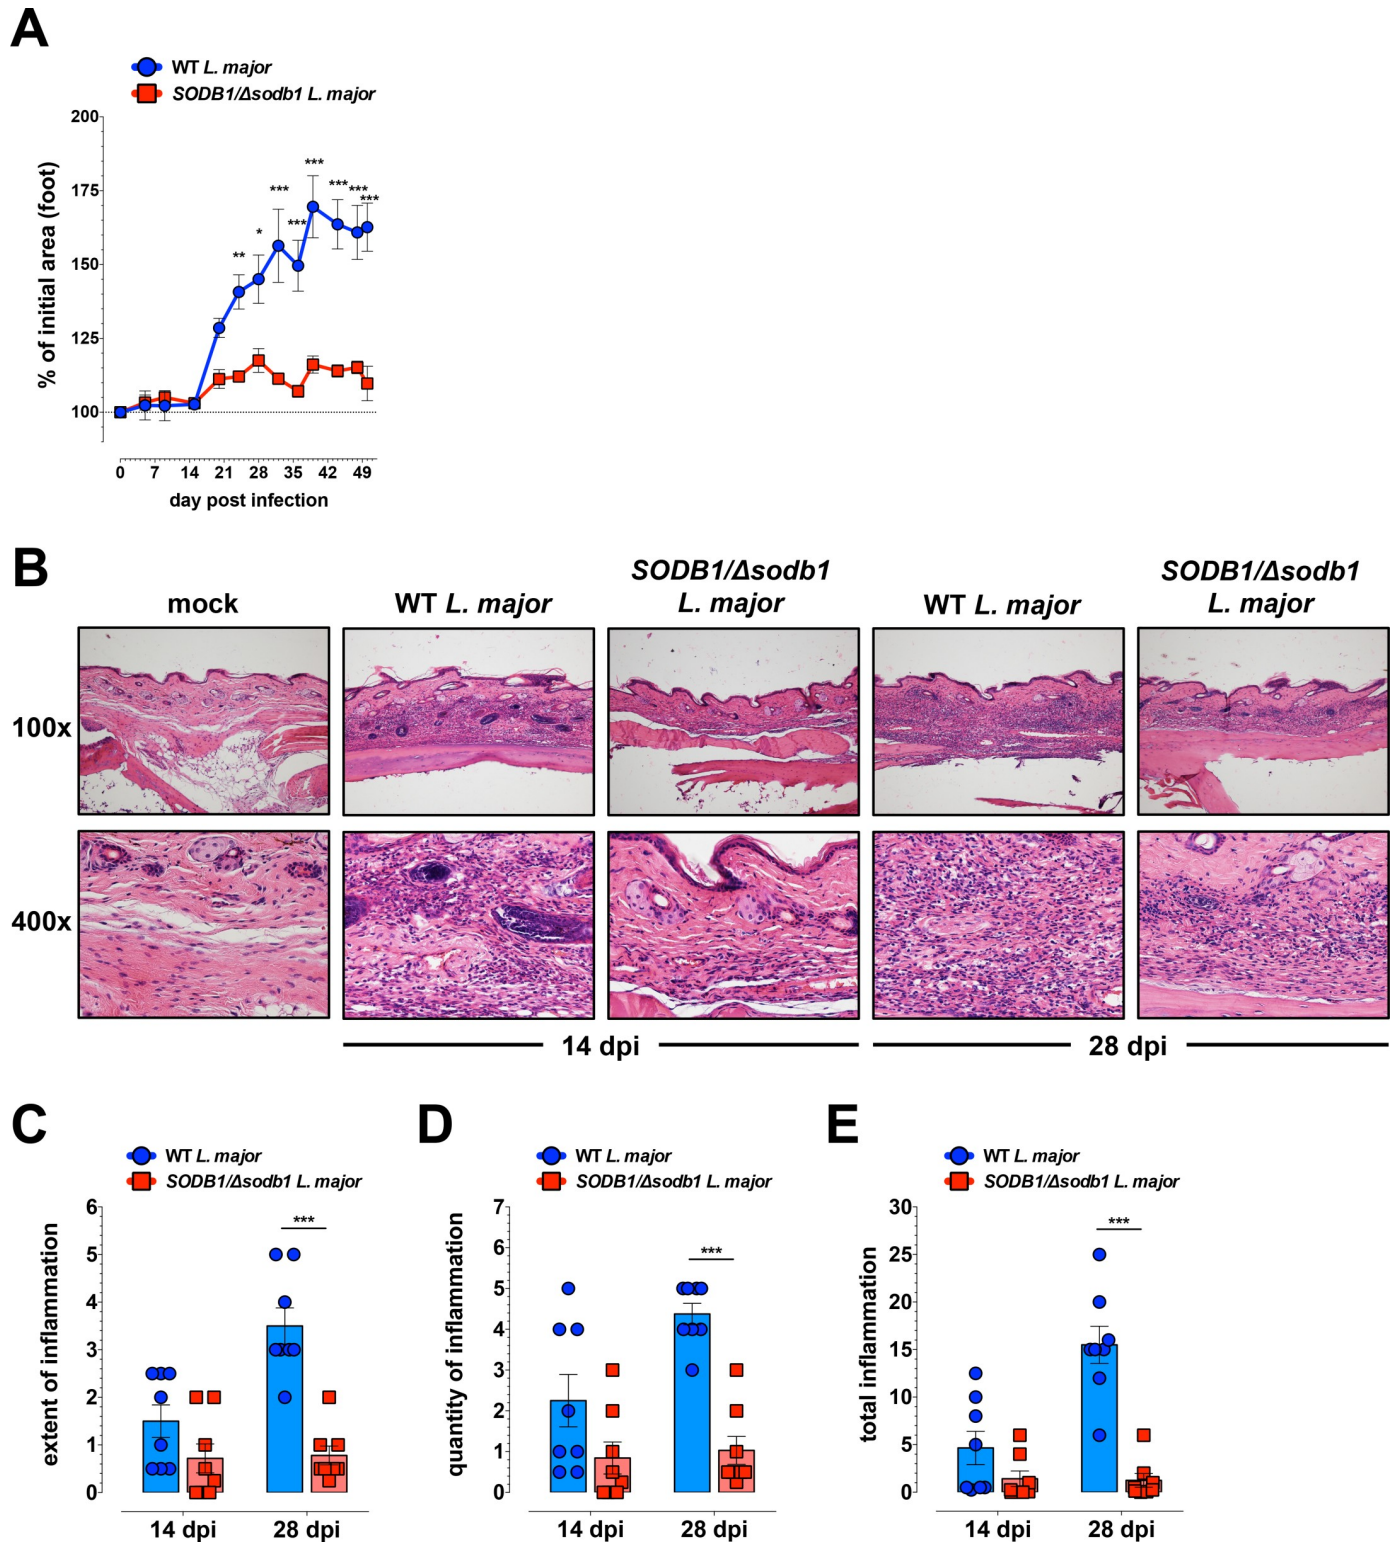 A
WT L. major
SODB1/Δsodb1 L. major
200
175
150
125
100
% of initial area (foot)
***
***
***
***
***
***
*
**
0 7 14 21 28 35 42 49
day post infection
B
mock
WT L. major
SODB1/Δsodb1
L. major
WT L. major
SODB1/Δsodb1
L. major
100x
400x
14 dpi
28 dpi
C
WT L. major
SODB1/Δsodb1 L. major
extent of inflammation
6
5
4
3
2
1
0
***
14 dpi
28 dpi
D
WT L. major
SODB1/Δsodb1 L. major
quantity of inflammation
7
6
5
4
3
2
1
0
***
14 dpi
28 dpi
E
WT L. major
SODB1/Δsodb1 L. major
total inflammation
30
25
20
15
10
5
0
***
14 dpi
28 dpi